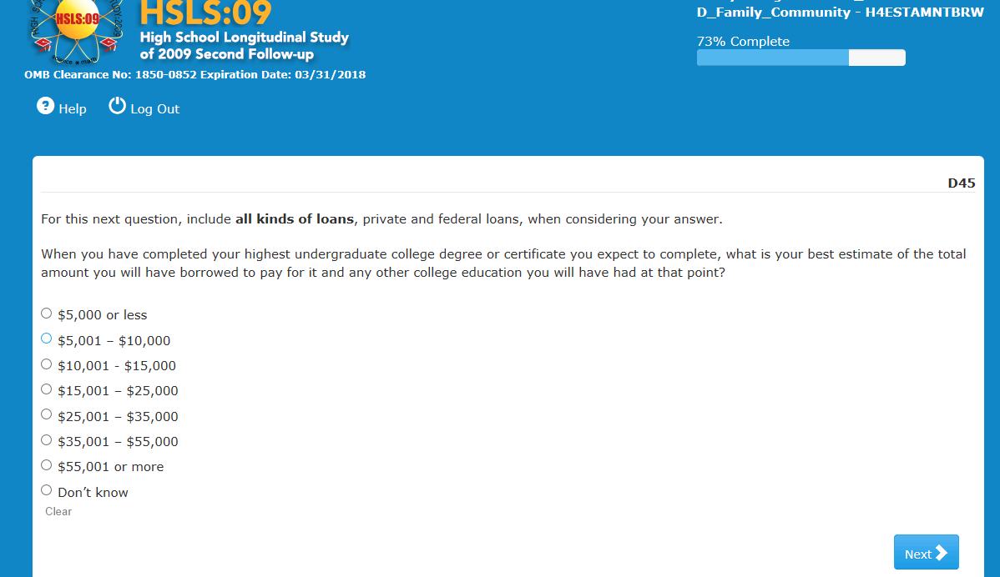 HSLS:09
HSLS:09
High School Longitudinal Study
of 2009 Second Follow-up
OMB Clearance No: 1850-0852 Expiration Date: 03/31/2018
D_Family_Community - H4ESTAMNTBRW
73% Complete
? Help
Log Out
D45
For this next question, include all kinds of loans, private and federal loans, when considering your answer.
When you have completed your highest undergraduate college degree or certificate you expect to complete, what is your best estimate of the total
amount you will have borrowed to pay for it and any other college education you will have had at that point?
$5,000 or less
$5,001 – $10,000
$10,001 - $15,000
$15,001 – $25,000
$25,001 – $35,000
$35,001 – $55,000
$55,001 or more
Don’t know
Clear
Next